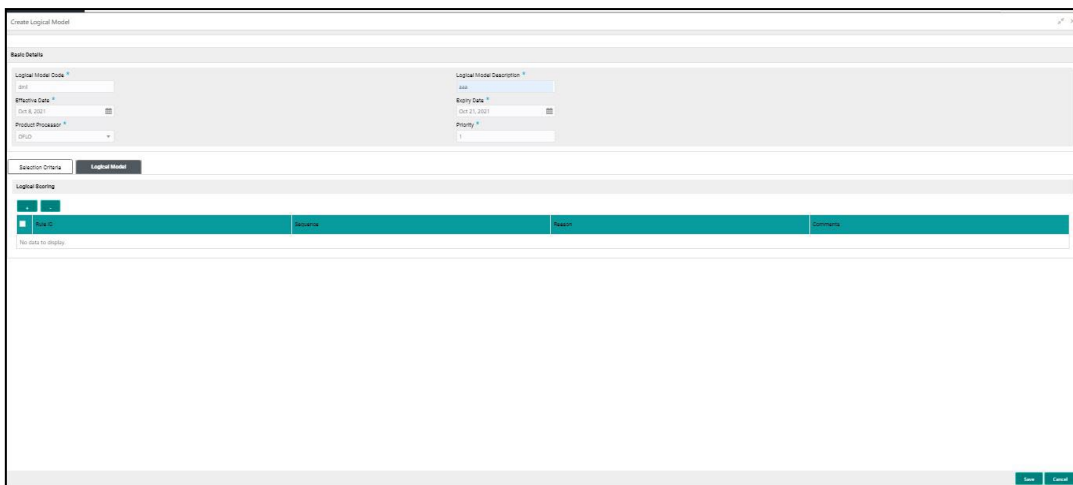 Create Logical Model
Basic Details
Logical Model Code *
Logical Model Description *
aaa
Effective Date *
Expiry Date *
Oct 8, 2021
Oct 21, 2021
Product Processor *
Priority *
OFLO
1
Selection Criteria
Logical Model
Logical Scoring
+
-
Rule ID
Sequence
Reason
Comments
No data to display.
Save
Cancel